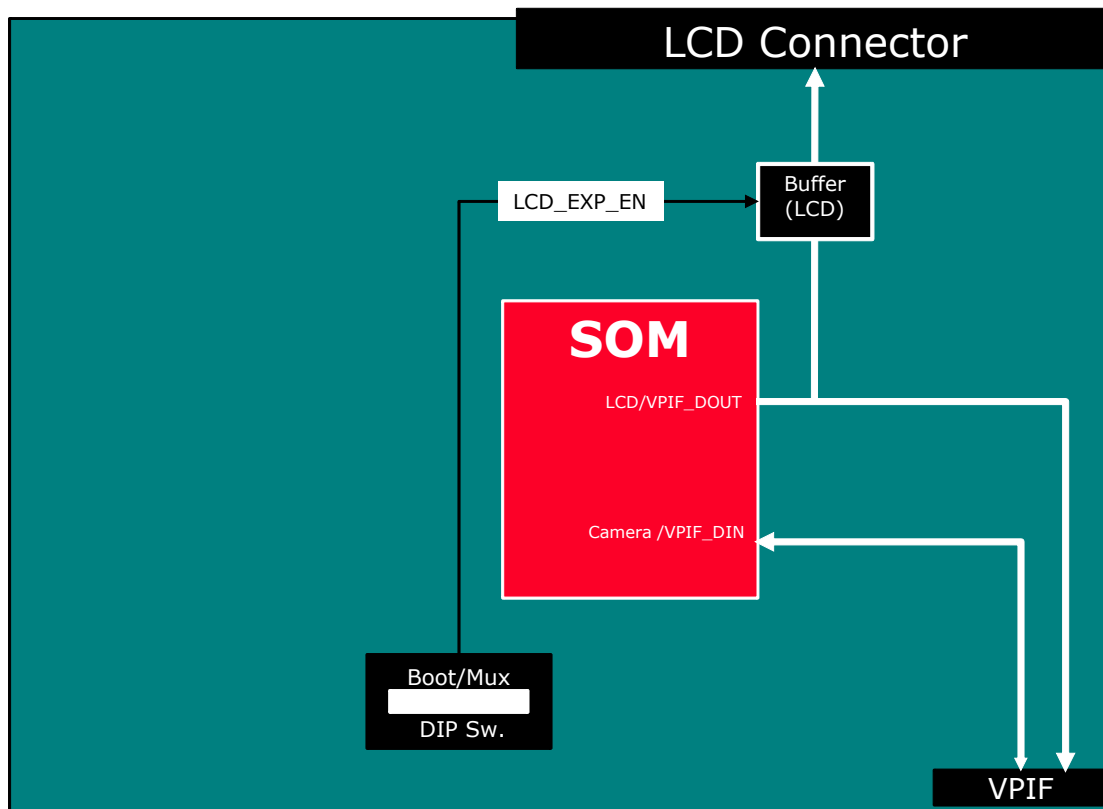 LCD Connector
Buffer
(LCD)
LCD_EXP_EN
SOM
LCD/VPIF_DOUT
Camera /VPIF_DIN
Boot/Mux
DIP Sw.
VPIF